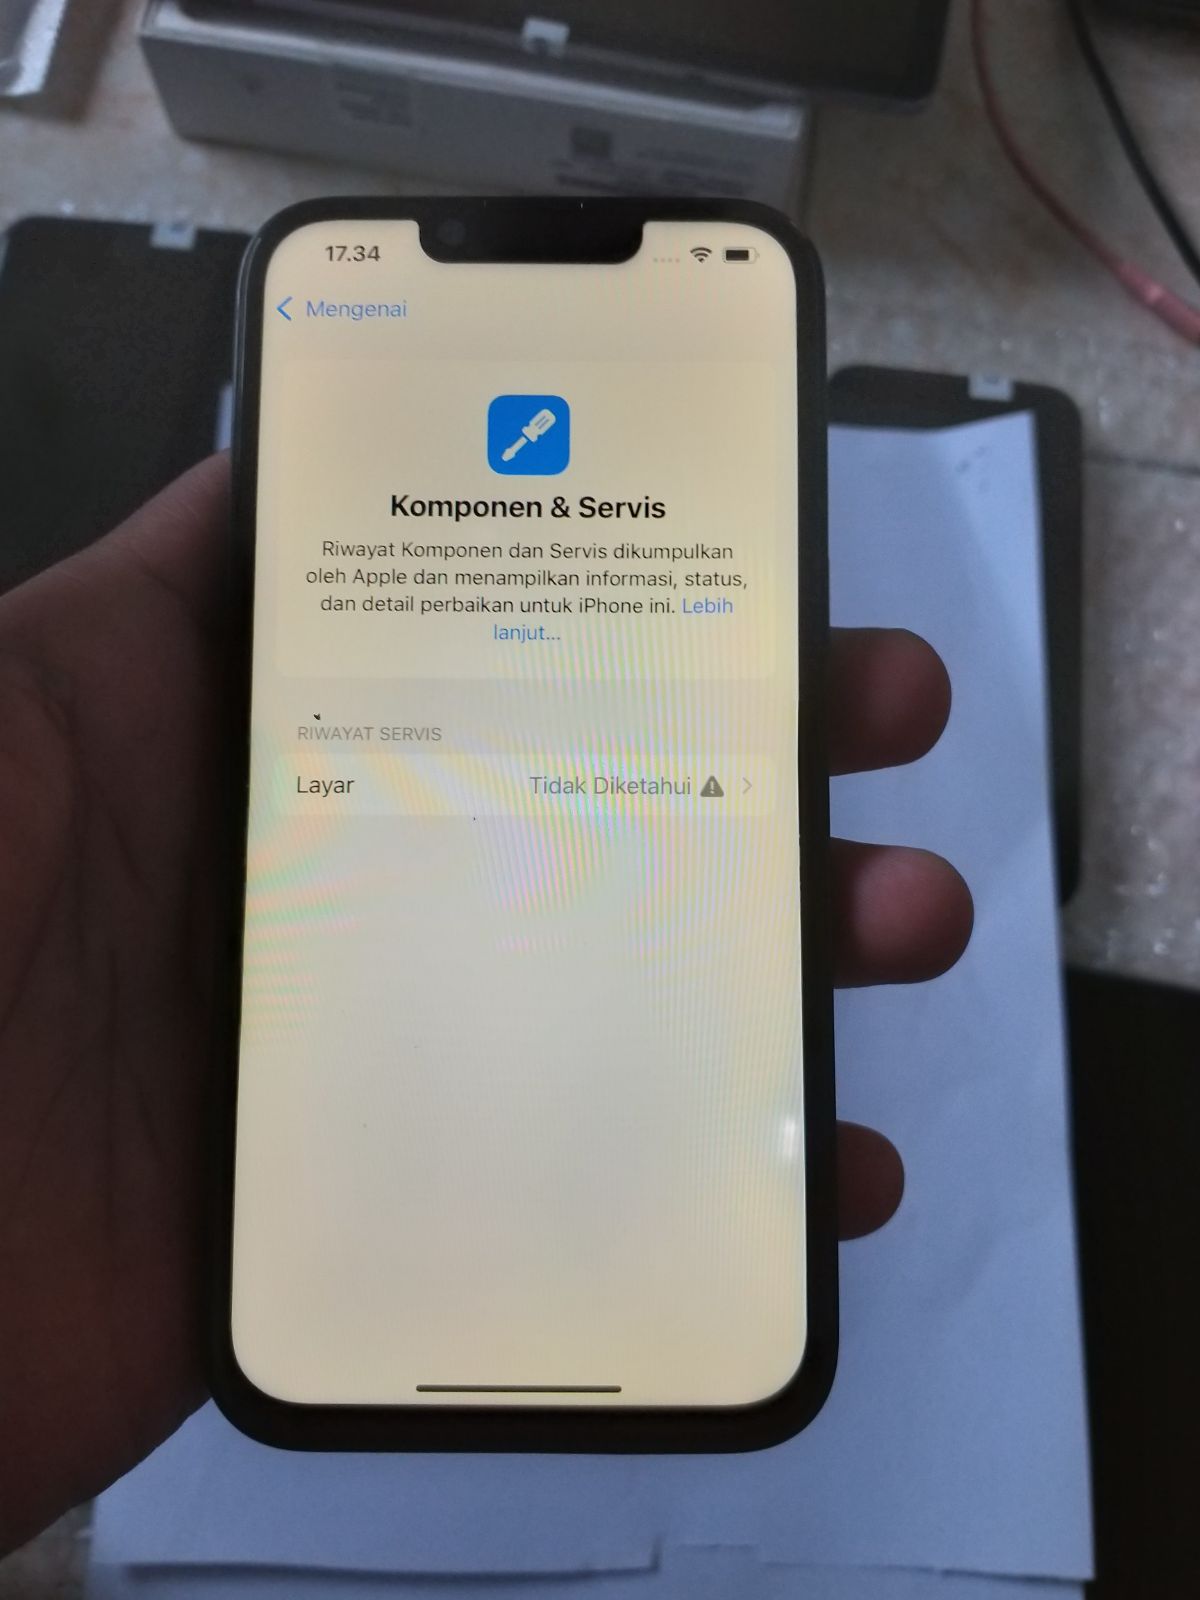 17.34
Mengenai
Komponen & Servis
Riwayat Komponen dan Servis dikumpulkan
oleh Apple dan menampilkan informasi, status,
dan detail perbaikan untuk iPhone ini. Lebih
lanjut...
RIWAYAT SERVIS
Layar Tidak Diketahui